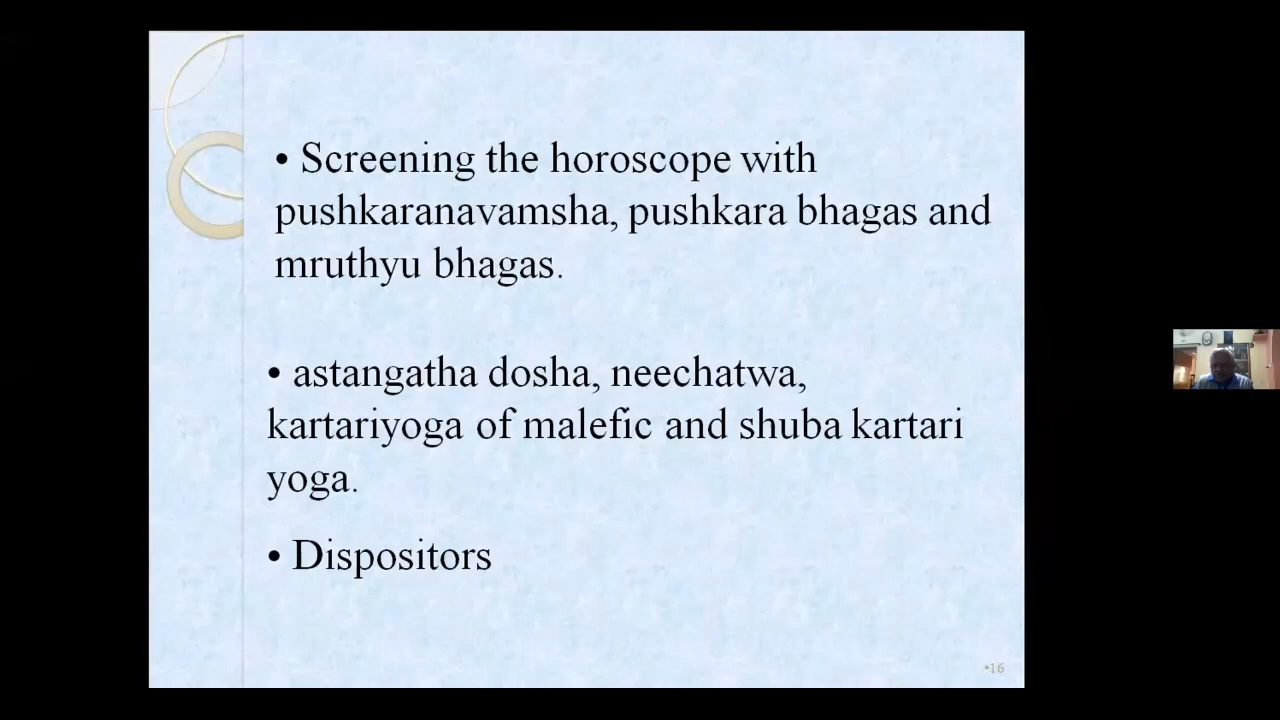 • Screening the horoscope with
pushkaranavamsha, pushkara bhagas and
mruthyu bhagas.
• astangatha dosha, neechatwa,
kartariyoga of malefic and shuba kartari
yoga.
• Dispositors
•16